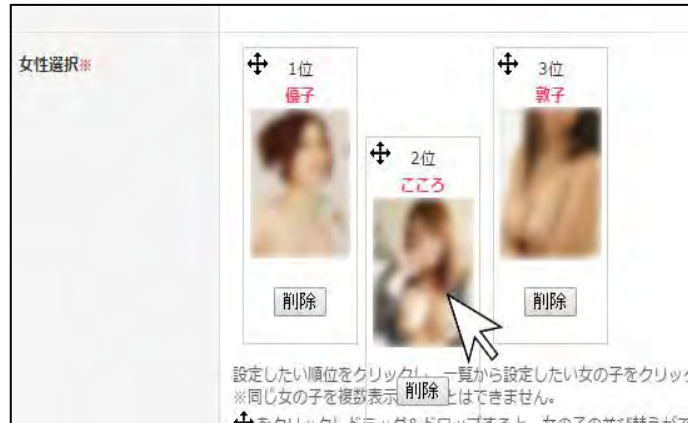 女性選択※
1位
優子
削除
2位
こころ
削除
3位
敦子
削除
設定したい順位をクリックし、一覧から設定したい女の子をクリック
※同じ女の子を複数表示 とはできません。
をクリックしドラッグ&ドロップすると、女の子の並び替えがで